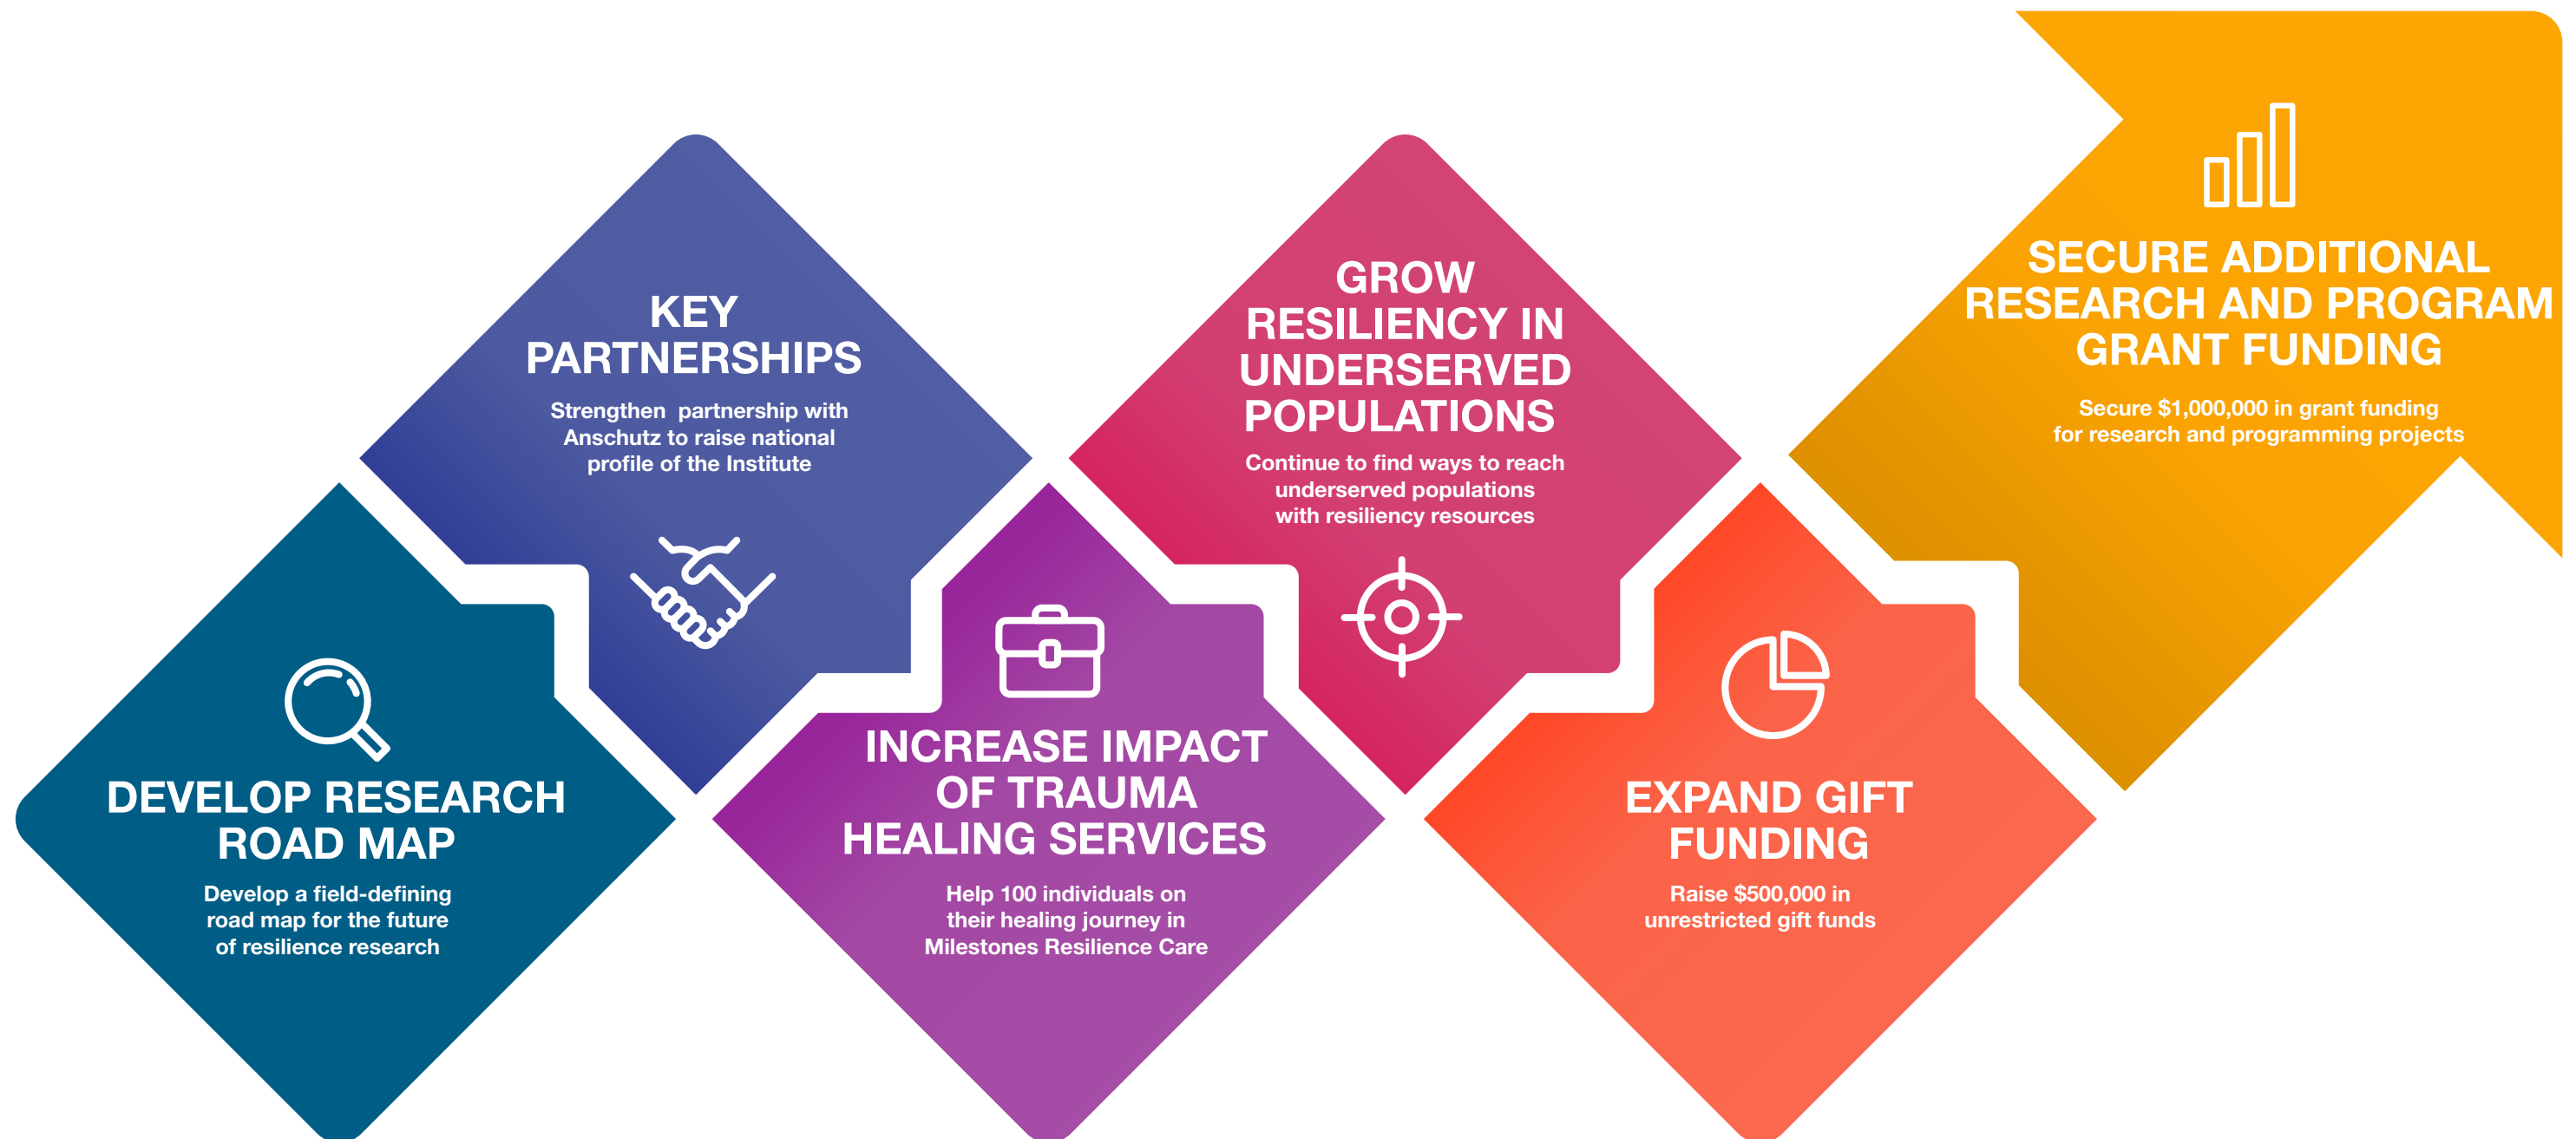 DEVELOP RESEARCH
ROAD MAP
Develop a field-defining
road map for the future
of resilience research
KEY
PARTNERSHIPS
Strengthen  partnership with
Anschutz to raise national
profile of the Institute
INCREASE IMPACT
OF TRAUMA
HEALING SERVICES
Help 100 individuals on
their healing journey in
Milestones Resilience Care
GROW
RESILIENCY IN
UNDERSERVED
POPULATIONS
Continue to find ways to reach
underserved populations
with resiliency resources
EXPAND GIFT
FUNDING
Raise $500,000 in
unrestricted gift funds
SECURE ADDITIONAL
RESEARCH AND PROGRAM
GRANT FUNDING
Secure $1,000,000 in grant funding
for research and programming projects